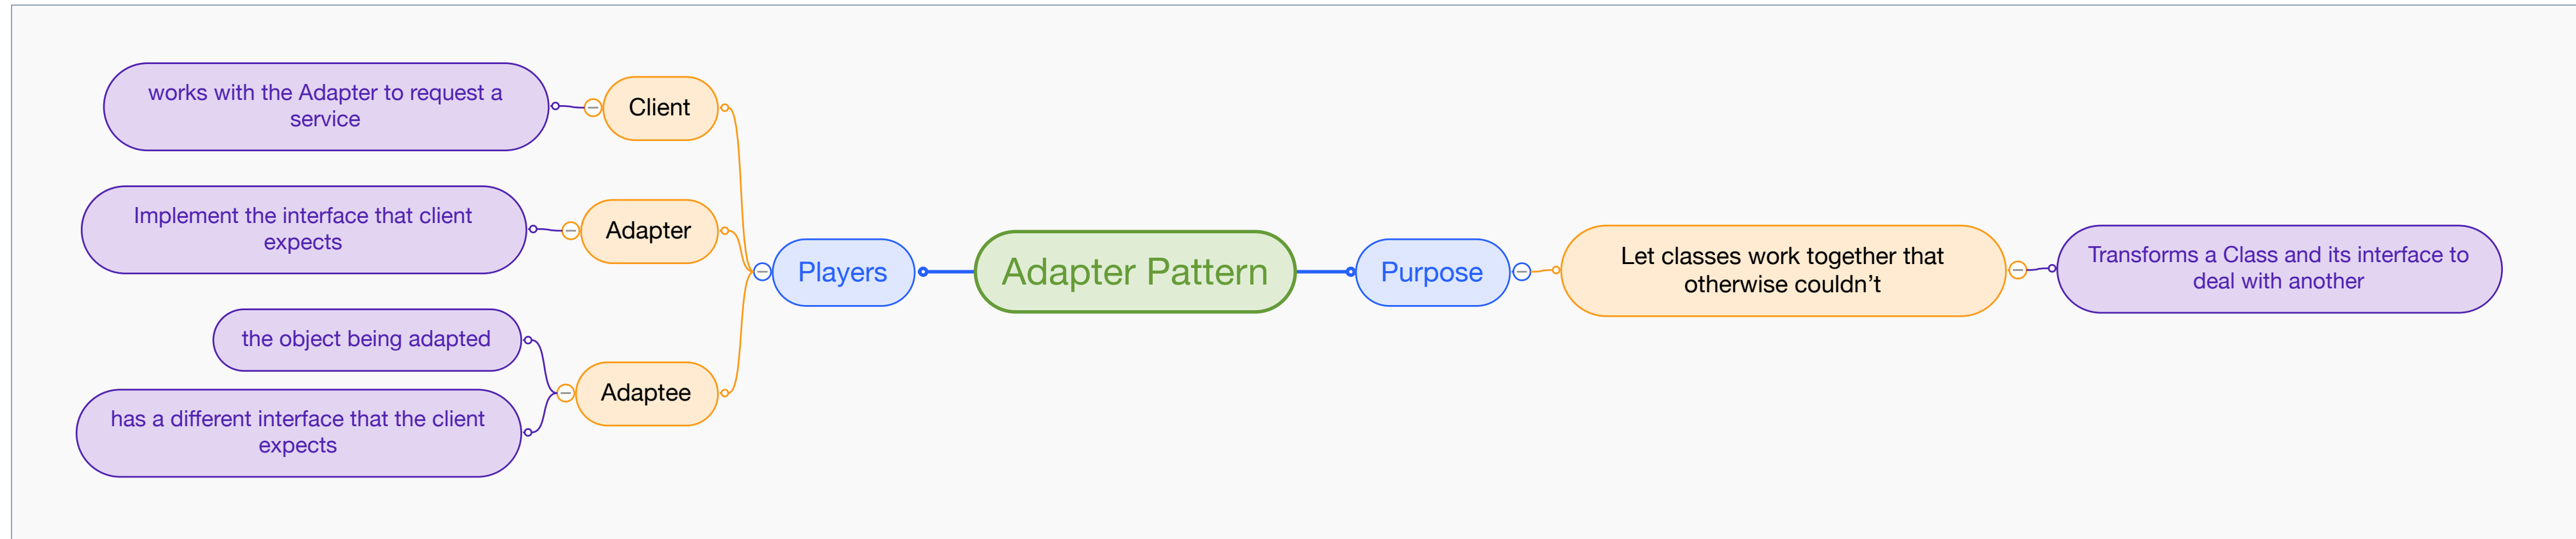 works with the Adapter to request a
service
Client
Implement the interface that client
expects
Adapter
the object being adapted
has a different interface that the client
expects
Adaptee
Players
Adapter Pattern
Purpose
Let classes work together that
otherwise couldn’t
Transforms a Class and its interface to
deal with another